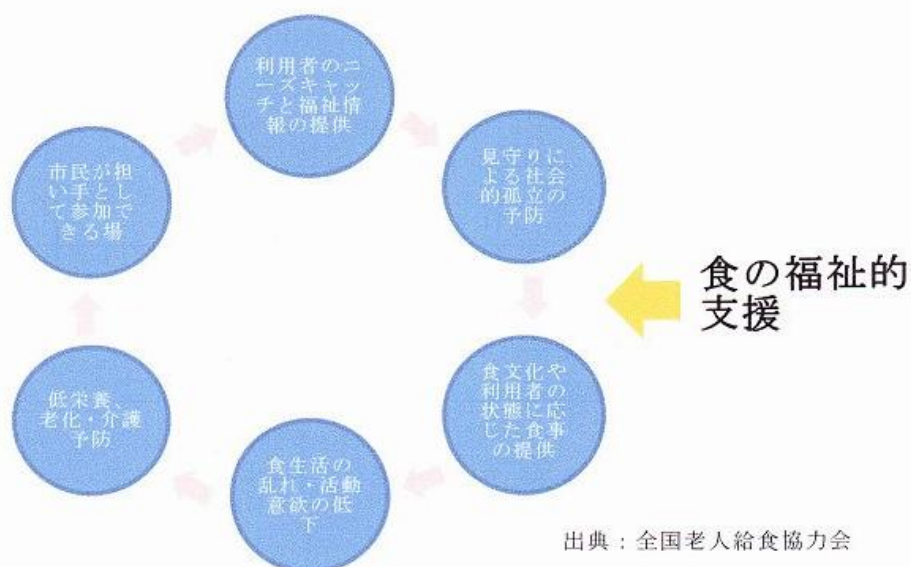 利用者のニ
ーズキャッ
チと福祉情
報の提供
見守りに
よる社会
的孤立の
予防
食の福祉的
支援
食文化や
利用者の
状態に応
じた食事
の提供
食生活の
乱れ・活動
意欲の低
下
低栄養、
老化・介護
予防
市民が担
い手とし
て参加で
きる場
出典：全国老人給食協力会